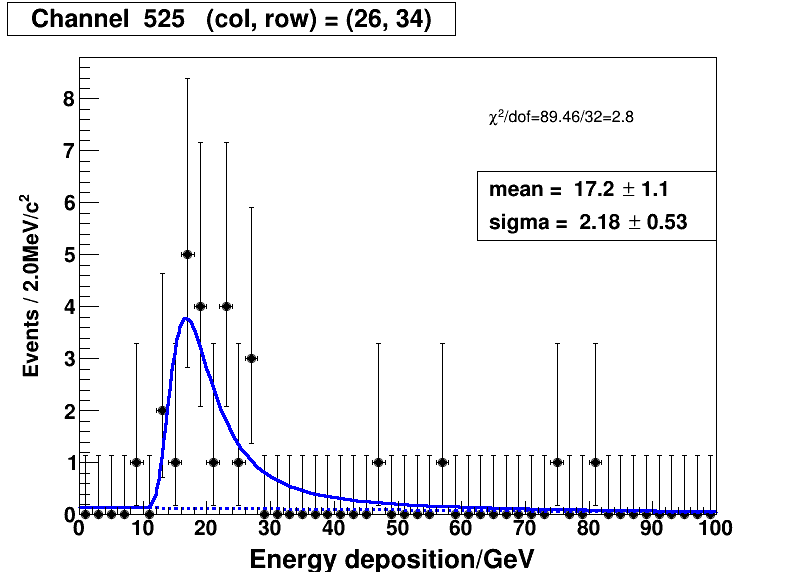 Channel 525 (col, row) = (26, 34)
χ²/dof=89.46/32=2.8
mean = 17.2 ± 1.1
sigma = 2.18 ± 0.53
Events / 2.0MeV/c²
8
7
6
5
4
3
2
1
0
0 10 20 30 40 50 60 70 80 90 100
Energy deposition/GeV